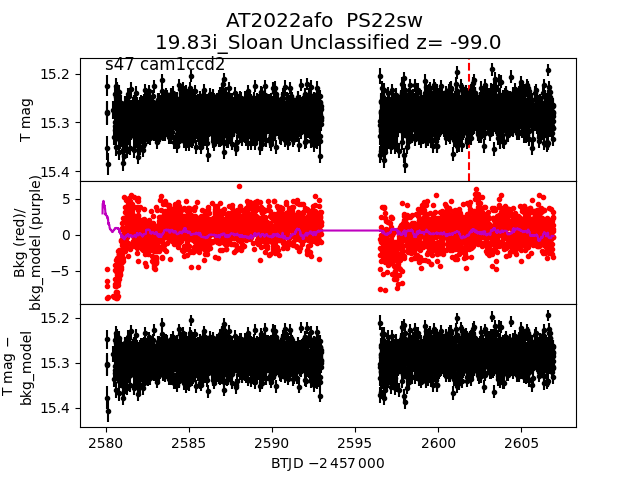 AT2022afo  PS22sw
19.83i_Sloan Unclassified z= -99.0
s47 cam1ccd2
15.2
15.3
15.4
T mag
5
0
−5
Bkg (red)/
bkg_model (purple)
15.2
15.3
15.4
T mag −
bkg_model
2580 2585 2590 2595 2600 2605
BTJD −2 457 000